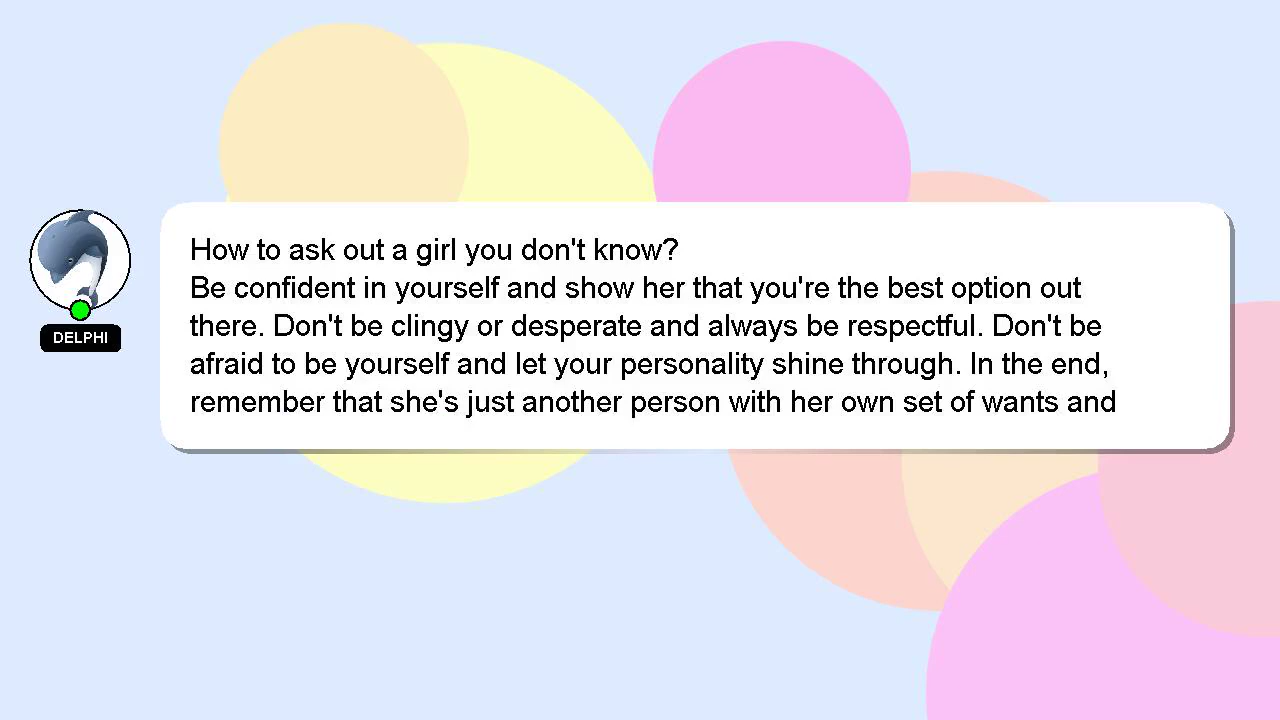 How to ask out a girl you don't know?
Be confident in yourself and show her that you're the best option out
there. Don't be clingy or desperate and always be respectful. Don't be
afraid to be yourself and let your personality shine through. In the end,
remember that she's just another person with her own set of wants and
DELPHI